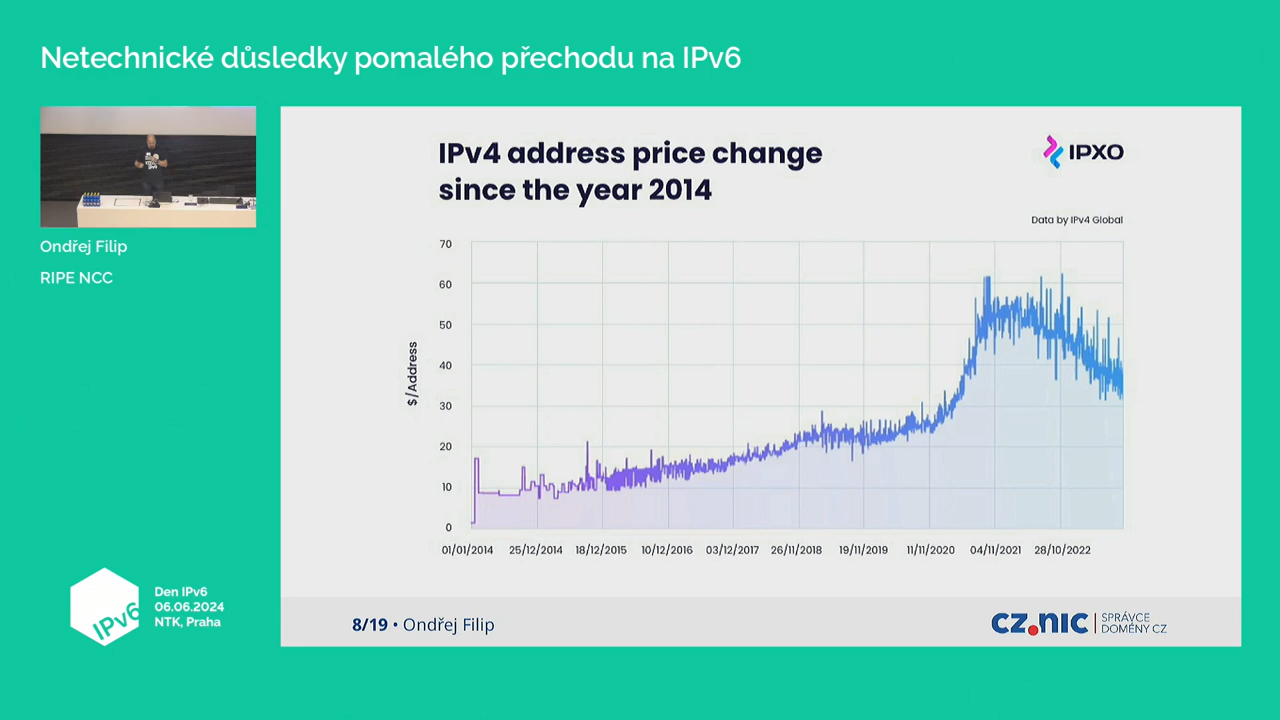 Netechnické důsledky pomalého přechodu na IPv6
Ondřej Filip
RIPE NCC
IPv4 address price change
since the year 2014
IPXO
Data by IPv4 Global
$/Address
70
60
50
40
30
20
10
0
01/01/2014 25/12/2014 18/12/2015 10/12/2016 03/12/2017 26/11/2018 19/11/2019 11/11/2020 04/11/2021 28/10/2022
8/19 • Ondřej Filip
CZ.NIC
SPRÁVCE
DOMÉNY CZ
IPv6
Den IPv6
06.06.2024
NTK, Praha